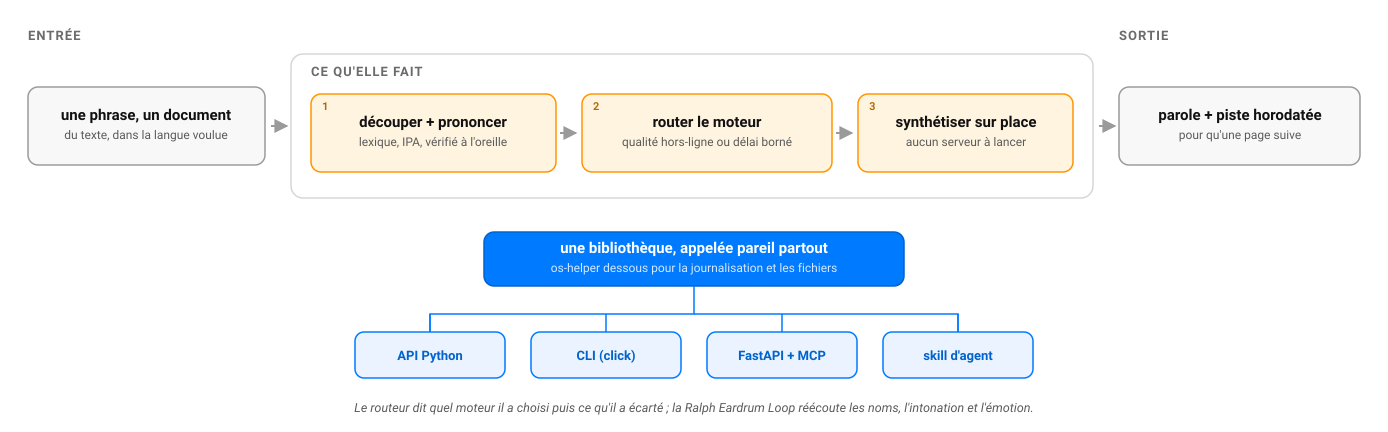 ENTRÉE
SORTIE
CE QU'ELLE FAIT
une phrase, un document
du texte, dans la langue voulue
1
découper + prononcer
lexique, IPA, vérifié à l'oreille
2
router le moteur
qualité hors-ligne ou délai borné
3
synthétiser sur place
aucun serveur à lancer
parole + piste horodatée
pour qu'une page suive
une bibliothèque, appelée pareil partout
os-helper dessous pour la journalisation et les fichiers
API Python
CLI (click)
FastAPI + MCP
skill d'agent
Le routeur dit quel moteur il a choisi puis ce qu'il a écarté ; la Ralph Eardrum Loop réécoute les noms, l'intonation et l'émotion.